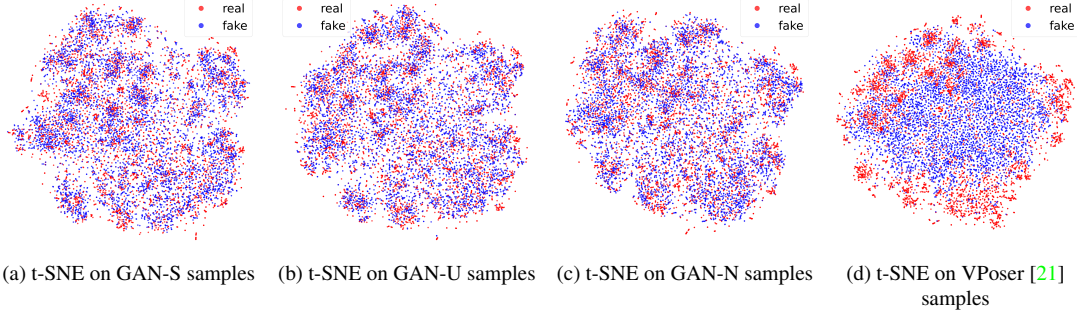 real
fake
real
fake
real
fake
real
fake
(a) t-SNE on GAN-S samples
(b) t-SNE on GAN-U samples
(c) t-SNE on GAN-N samples
(d) t-SNE on VPoser [21]
samples